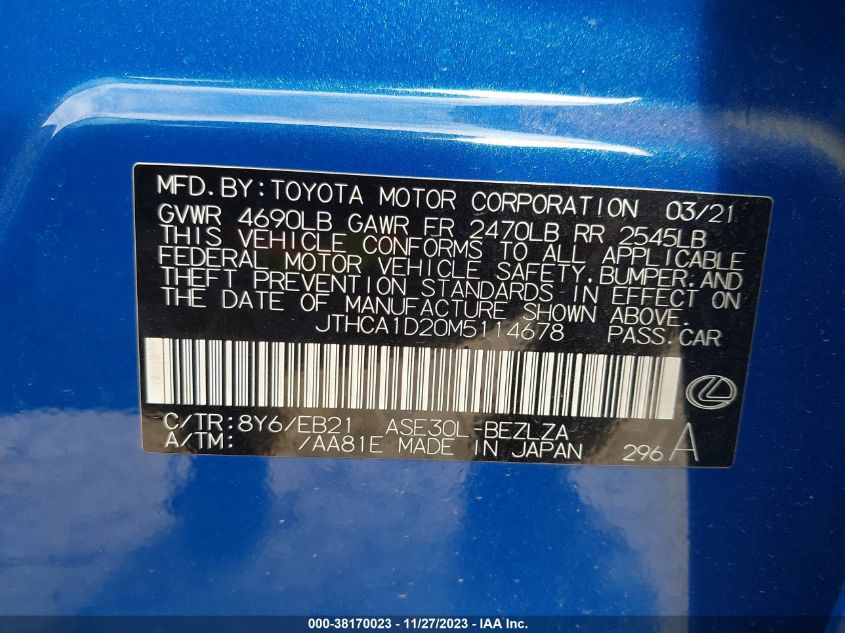 MFD.BY:TOYOTA MOTOR CORPORATION 03/21
GVWR 4690LB GAWR FR 2470LB RR 2545LB
THIS VEHICLE CONFORMS TO ALL APPLICABLE
FEDERAL MOTOR VEHICLE SAFETY,BUMPER,AND
THEFT PREVENTION STANDARDS IN EFFECT ON
THE DATE OF MANUFACTURE SHOWN ABOVE.
JTHCA1D20M5114678 PASS.CAR
C/TR:8Y6/EB21 ASE30L-BEZLZA
A/TM: /AA81E MADE IN JAPAN 296 A
000-38170023 - 11/27/2023 - IAAI.com